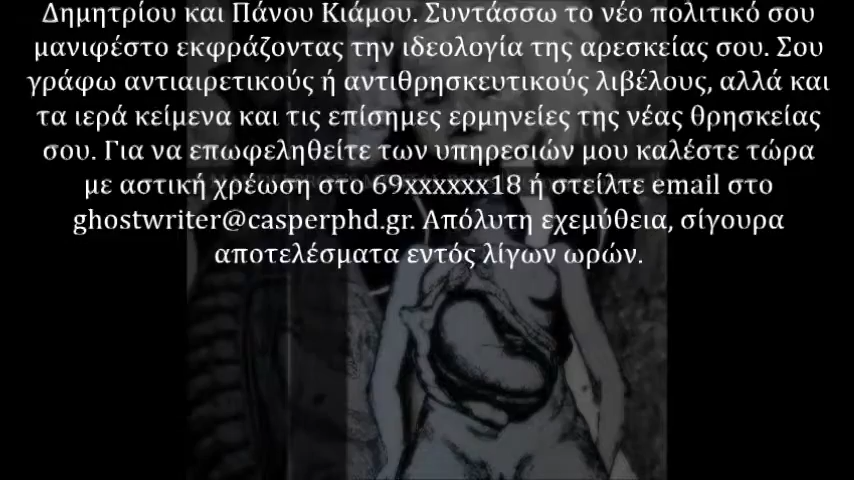 Δημητρίου και Πάνου Κιάμου. Συντάσσω το νέο πολιτικό σου
μανιφέστο εκφράζοντας την ιδεολογία της αρεσκείας σου. Σου
γράφω αντιαιρετικούς ή αντιθρησκευτικούς λιβέλους, αλλά και
τα ιερά κείμενα και τις επίσημες ερμηνείες της νέας θρησκείας
σου. Για να επωφεληθείτε των υπηρεσιών μου καλέστε τώρα
με αστική χρέωση στο 69xxxxxx18 ή στείλτε email στο
ghostwriter@casperphd.gr. Απόλυτη εχεμύθεια, σίγουρα
αποτελέσματα εντός λίγων ωρών.